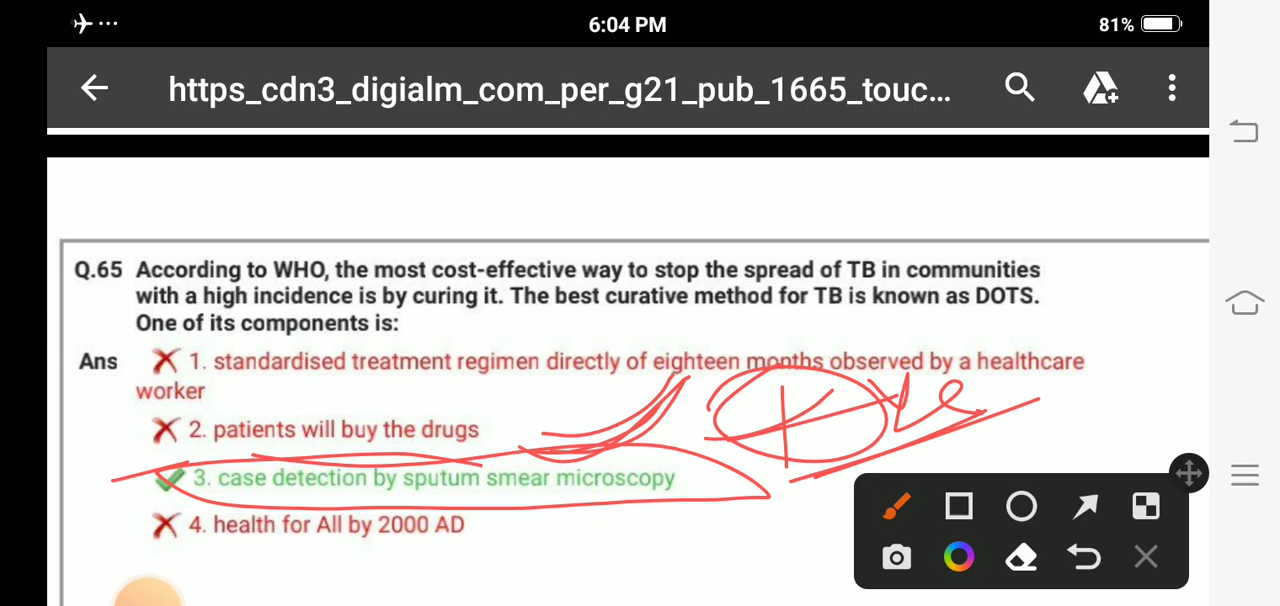 6:04 PM
81%
https_cdn3_digialm_com_per_g21_pub_1665_touc...
Q.65 According to WHO, the most cost-effective way to stop the spread of TB in communities
with a high incidence is by curing it. The best curative method for TB is known as DOTS.
One of its components is:
Ans 1. standardised treatment regimen directly of eighteen months observed by a healthcare
worker
2. patients will buy the drugs
3. case detection by sputum smear microscopy
4. health for All by 2000 AD